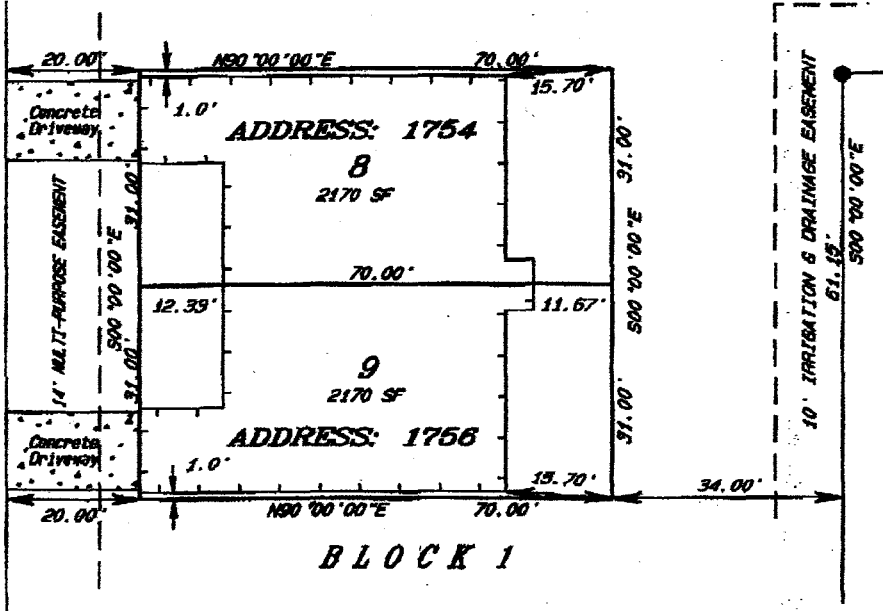 20.00'
N90°00'00"E
70.00'
15.70'
Concrete
Driveway
1.0'
ADDRESS: 1754
8
2170 SF
31.00'
31.00'
S00°00'00"E
14' MULTI-PURPOSE EASEMENT
S00°00'00"E
10' IRRIGATION & DRAINAGE EASEMENT
61.15'
S00°00'00"E
70.00'
12.39'
11.67'
31.00'
31.00'
9
2170 SF
ADDRESS: 1756
Concrete
Driveway
1.0'
15.70'
34.00'
20.00'
N90°00'00"E
70.00'
BLOCK 1